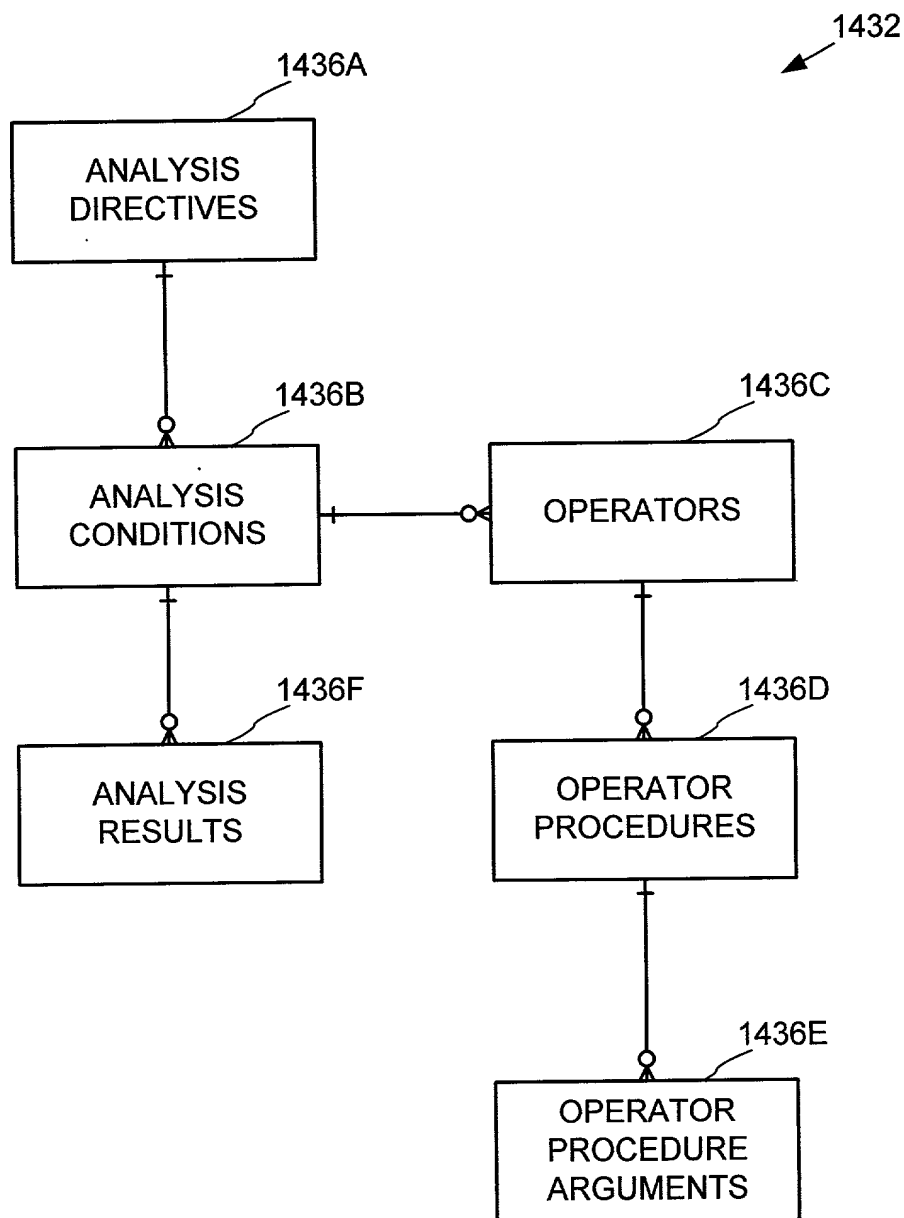 1432
1436A
ANALYSIS
DIRECTIVES
1436B
ANALYSIS
CONDITIONS
1436C
OPERATORS
1436F
ANALYSIS
RESULTS
1436D
OPERATOR
PROCEDURES
1436E
OPERATOR
PROCEDURE
ARGUMENTS